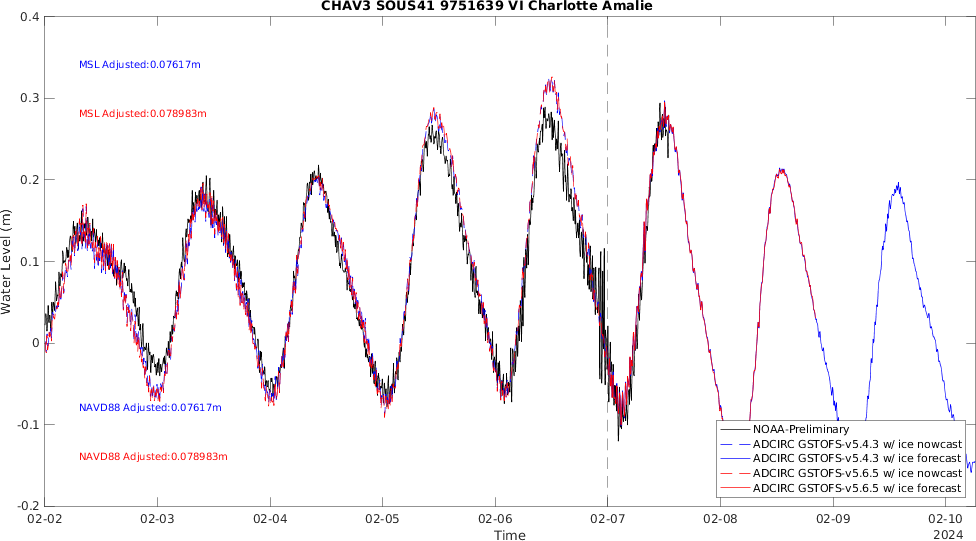 CHAV3 SOUS41 9751639 VI Charlotte Amalie
0.4
0.3
0.2
0.1
0
-0.1
-0.2
Water Level (m)
MSL Adjusted:0.07617m
MSL Adjusted:0.078983m
NAVD88 Adjusted:0.07617m
NAVD88 Adjusted:0.078983m
NOAA-Preliminary
ADCIRC GSTOFS-v5.4.3 w/ ice nowcast
ADCIRC GSTOFS-v5.4.3 w/ ice forecast
ADCIRC GSTOFS-v5.6.5 w/ ice nowcast
ADCIRC GSTOFS-v5.6.5 w/ ice forecast
02-02 02-03 02-04 02-05 02-06 02-07 02-08 02-09 02-10
2024
Time